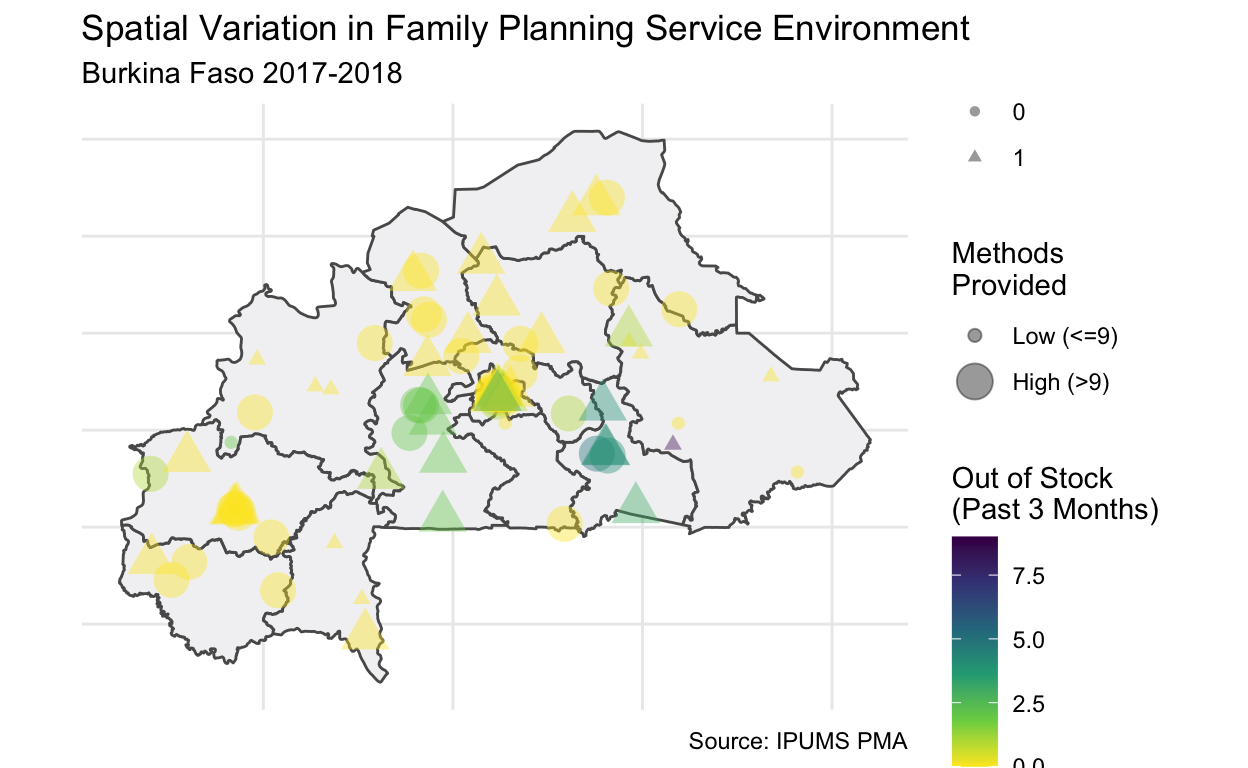 Spatial Variation in Family Planning Service Environment
Burkina Faso 2017-2018
0
1
Methods
Provided
Low (<=9)
High (>9)
Out of Stock
(Past 3 Months)
7.5
5.0
2.5
0.0
Source: IPUMS PMA